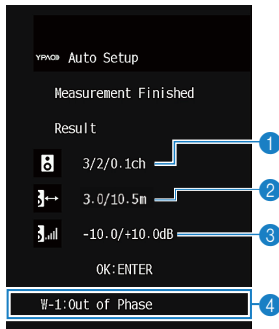 YPAO Auto Setup
Measurement Finished
Result
3/2/0.1ch
1
3.0/10.5m
2
-10.0/+10.0dB
3
OK:ENTER
W-1:Out of Phase
4